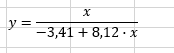 y = x / (-3,41 + 8,12 · x)